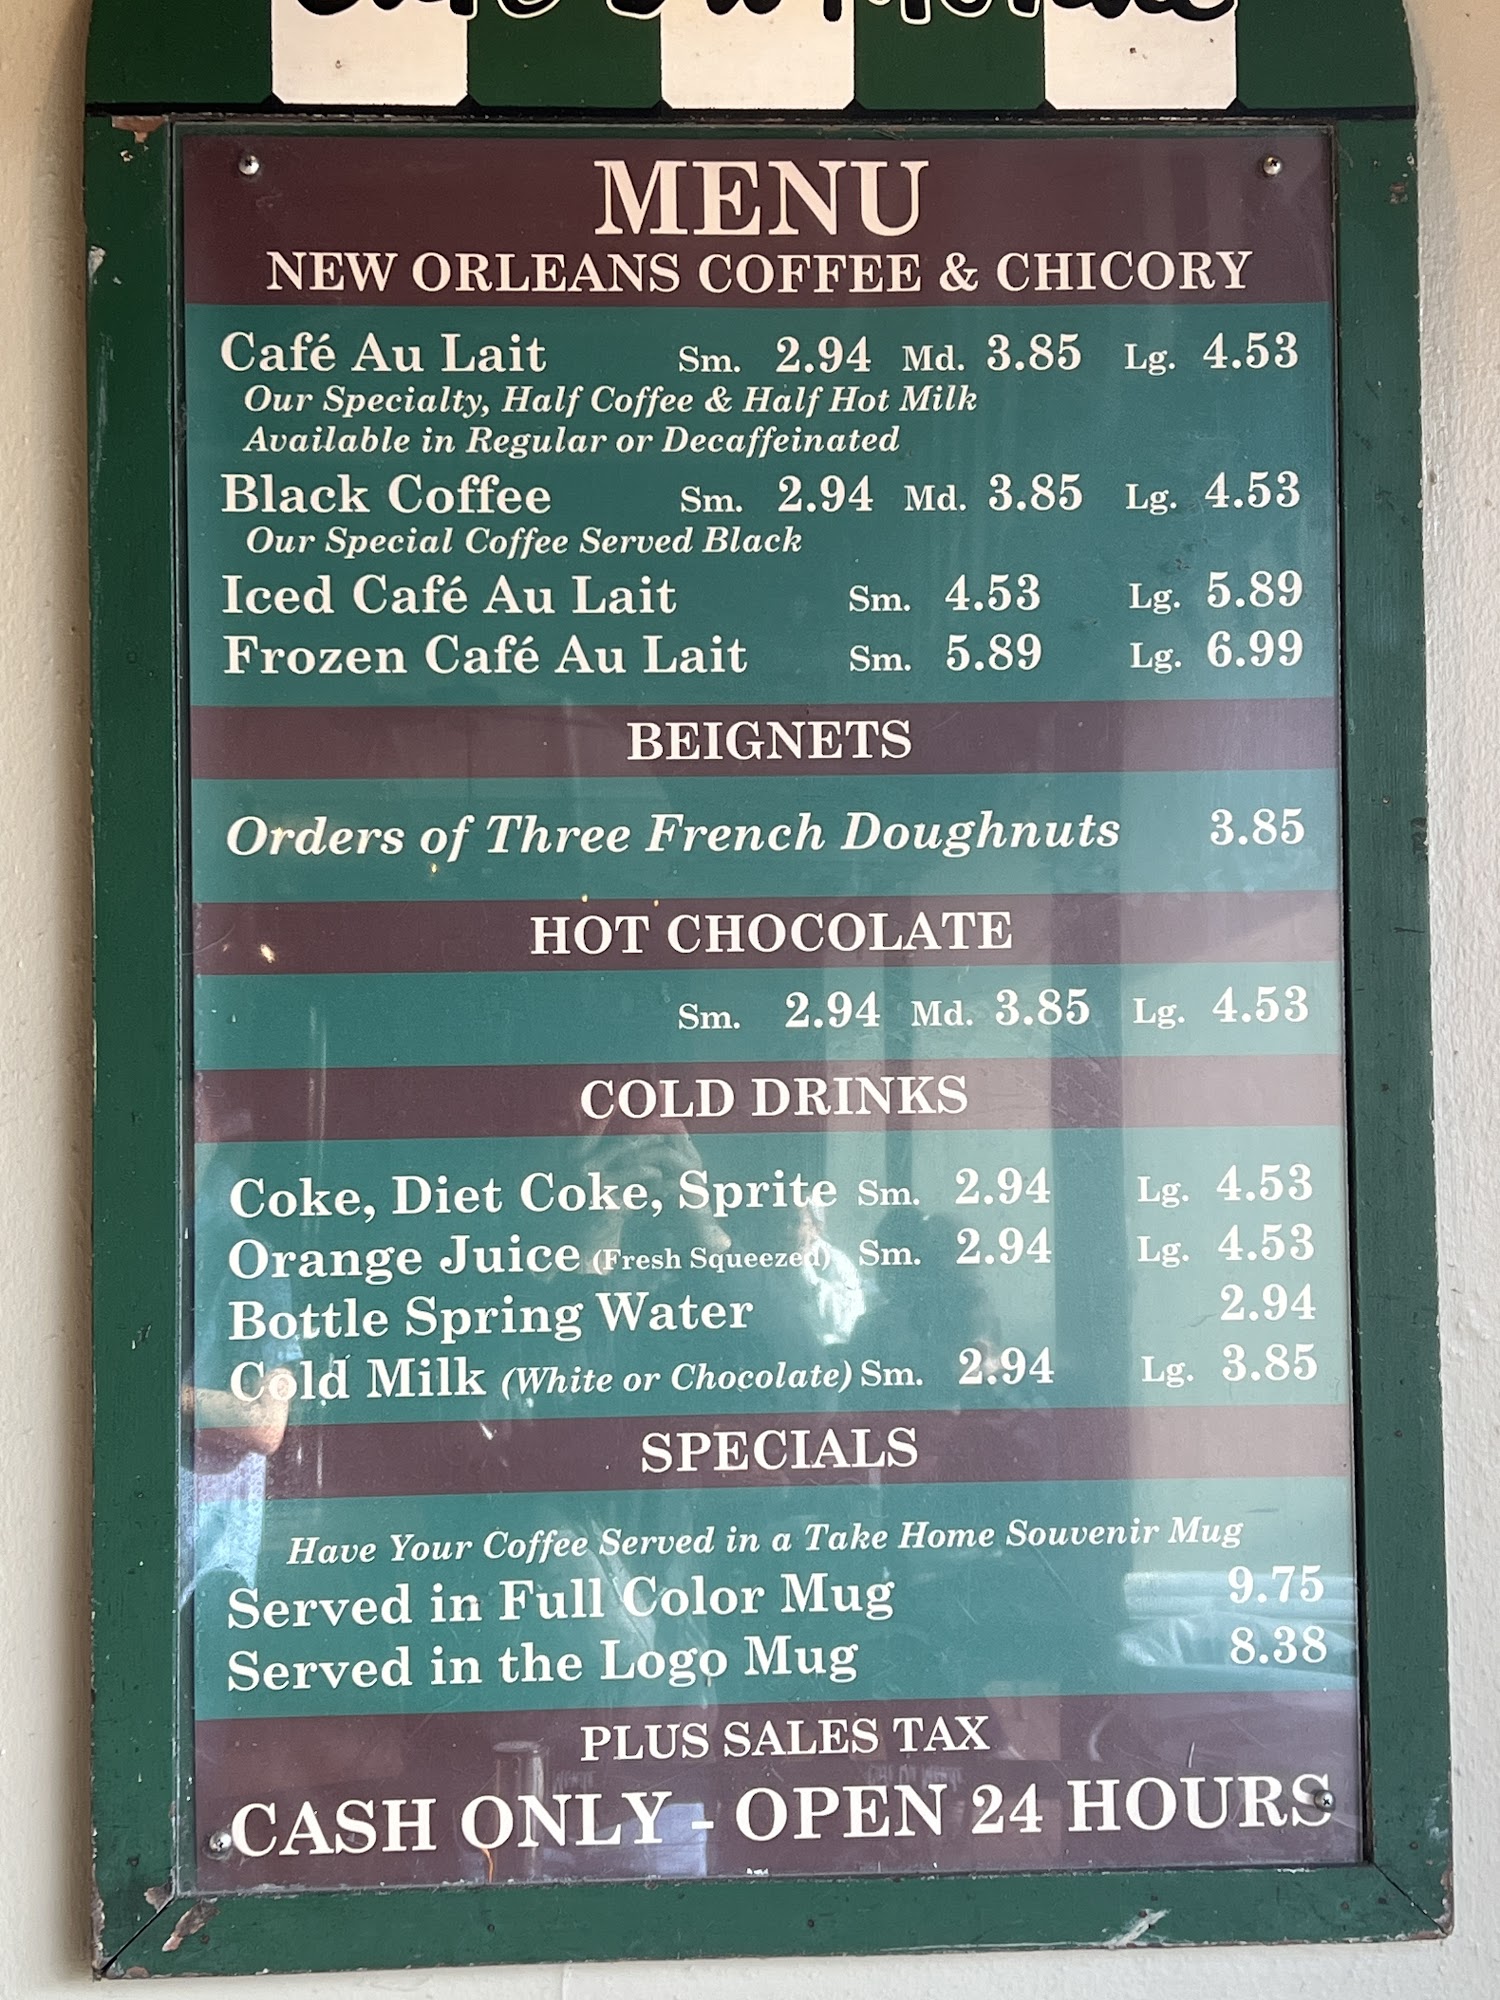 MENU
NEW ORLEANS COFFEE & CHICORY
Café Au Lait Sm. 2.94 Md. 3.85 Lg. 4.53
Our Specialty, Half Coffee & Half Hot Milk
Available in Regular or Decaffeinated
Black Coffee Sm. 2.94 Md. 3.85 Lg. 4.53
Our Special Coffee Served Black
Iced Café Au Lait Sm. 4.53 Lg. 5.89
Frozen Café Au Lait Sm. 5.89 Lg. 6.99
BEIGNETS
Orders of Three French Doughnuts 3.85
HOT CHOCOLATE
Sm. 2.94 Md. 3.85 Lg. 4.53
COLD DRINKS
Coke, Diet Coke, Sprite Sm. 2.94 Lg. 4.53
Orange Juice (Fresh Squeezed) Sm. 2.94 Lg. 4.53
Bottle Spring Water 2.94
Cold Milk (White or Chocolate) Sm. 2.94 Lg. 3.85
SPECIALS
Have Your Coffee Served in a Take Home Souvenir Mug
Served in Full Color Mug 9.75
Served in the Logo Mug 8.38
PLUS SALES TAX
CASH ONLY - OPEN 24 HOURS